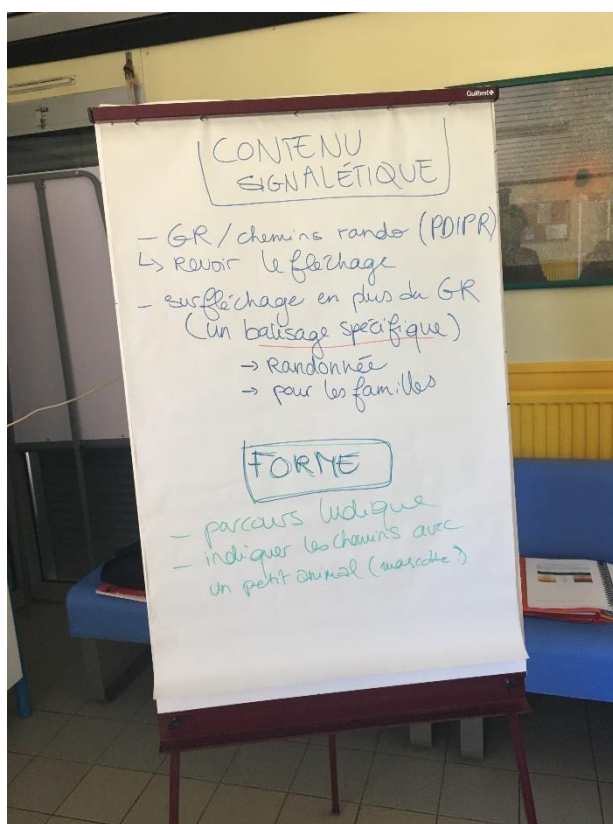 Guilbert
CONTENU
SIGNALÉTIQUE
- GR / chemins rando (PDIPR)
↳ Revoir le fléchage
- surfléchage en plus du GR
(un balisage spécifique)
→ Randonnée
→ pour les familles
FORME
- parcours ludique
- indiquer les chemins avec
un petit animal (mascotte ?)